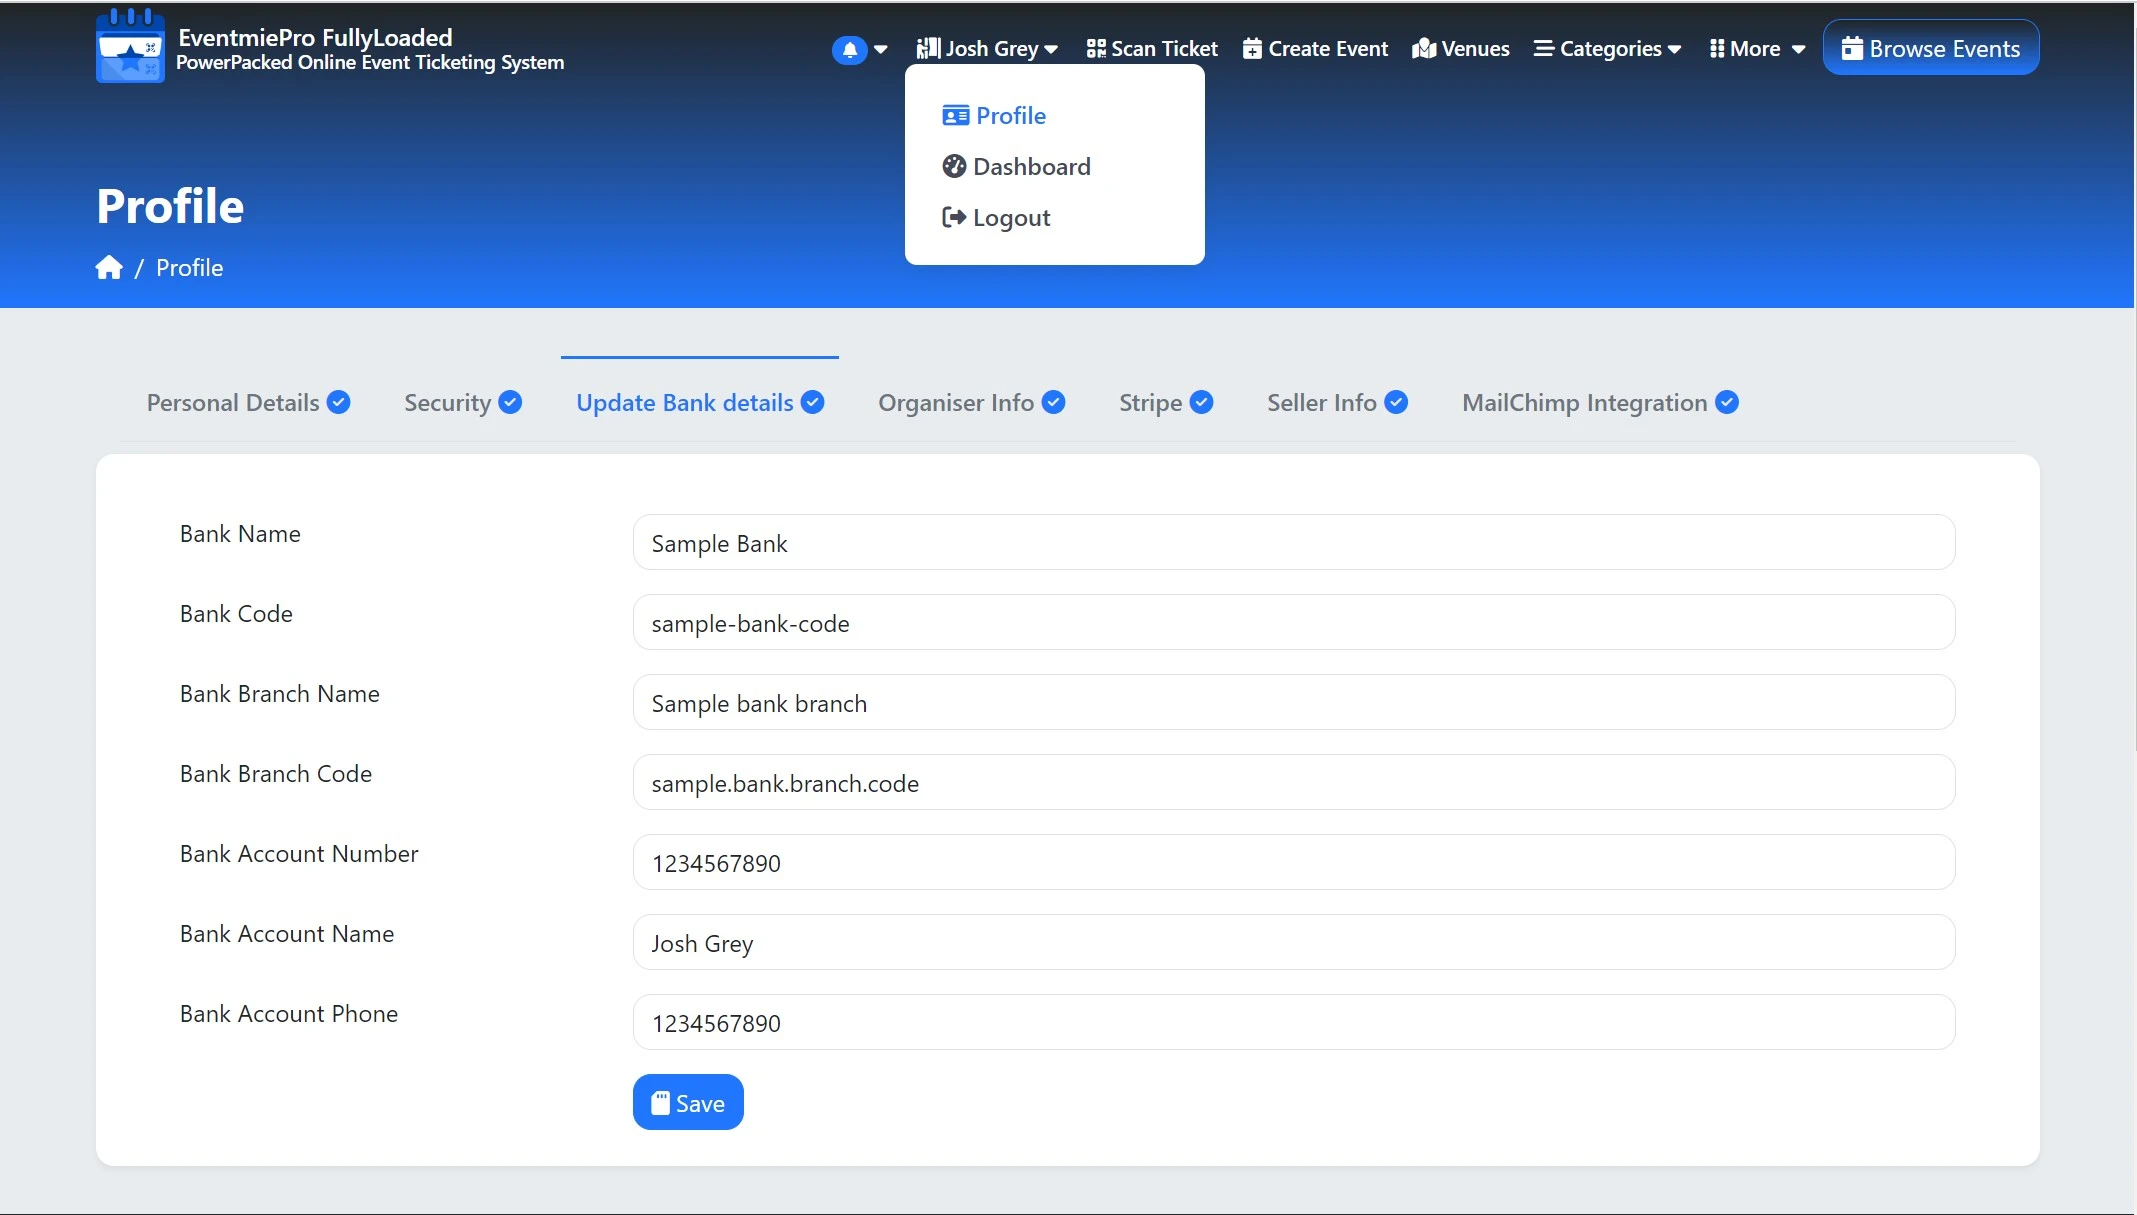 EventmiePro FullyLoaded
PowerPacked Online Event Ticketing System
Josh Grey
Scan Ticket
Create Event
Venues
Categories
More
Browse Events
Profile
Dashboard
Logout
Profile
/ Profile
Personal Details
Security
Update Bank details
Organiser Info
Stripe
Seller Info
MailChimp Integration
Bank Name
Sample Bank
Bank Code
sample-bank-code
Bank Branch Name
Sample bank branch
Bank Branch Code
sample.bank.branch.code
Bank Account Number
1234567890
Bank Account Name
Josh Grey
Bank Account Phone
1234567890
Save